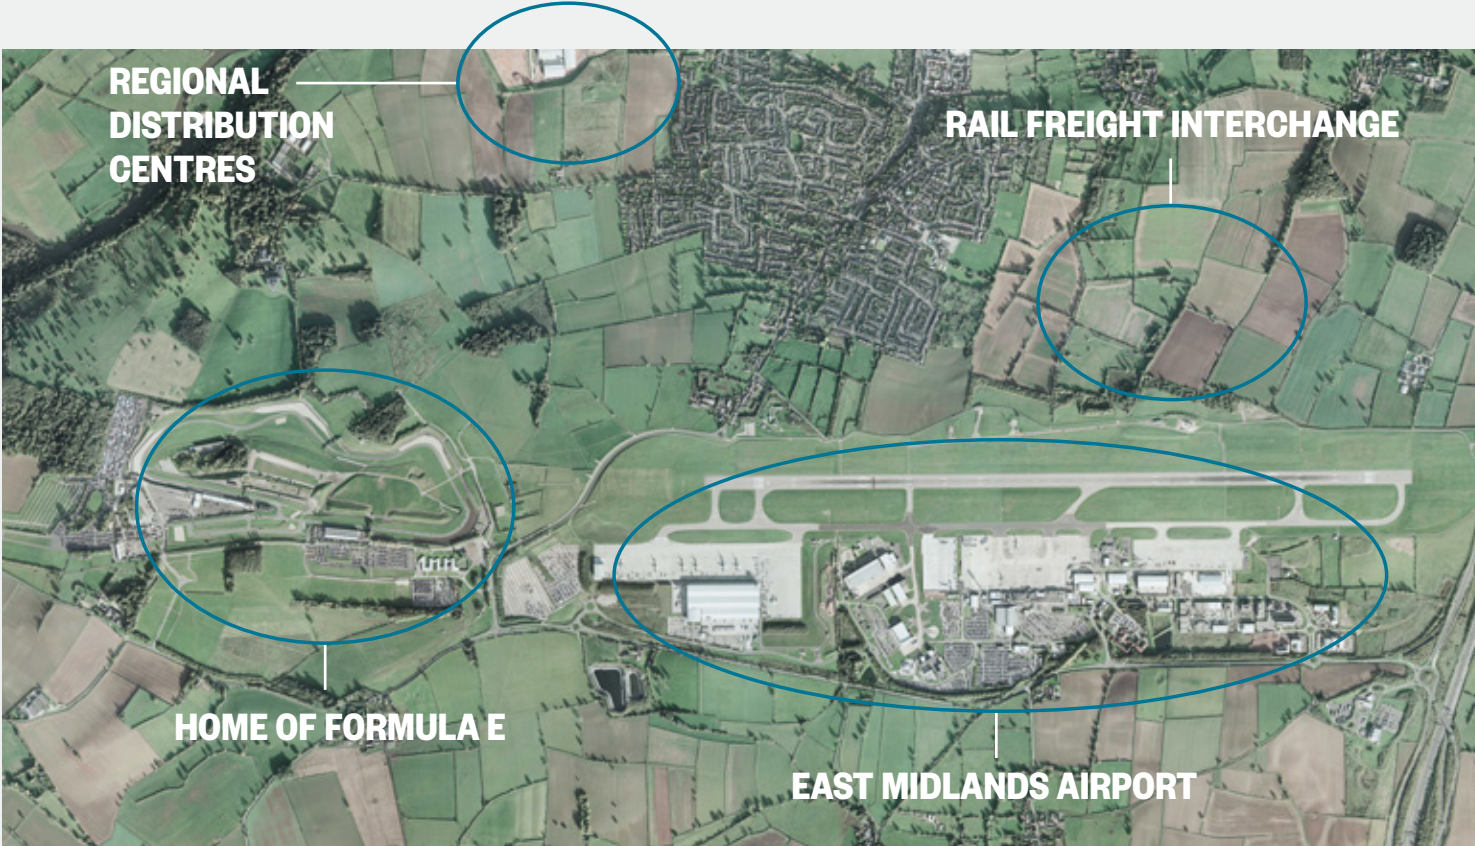 REGIONAL
DISTRIBUTION
CENTRES
RAIL FREIGHT INTERCHANGE
HOME OF FORMULA E
EAST MIDLANDS AIRPORT